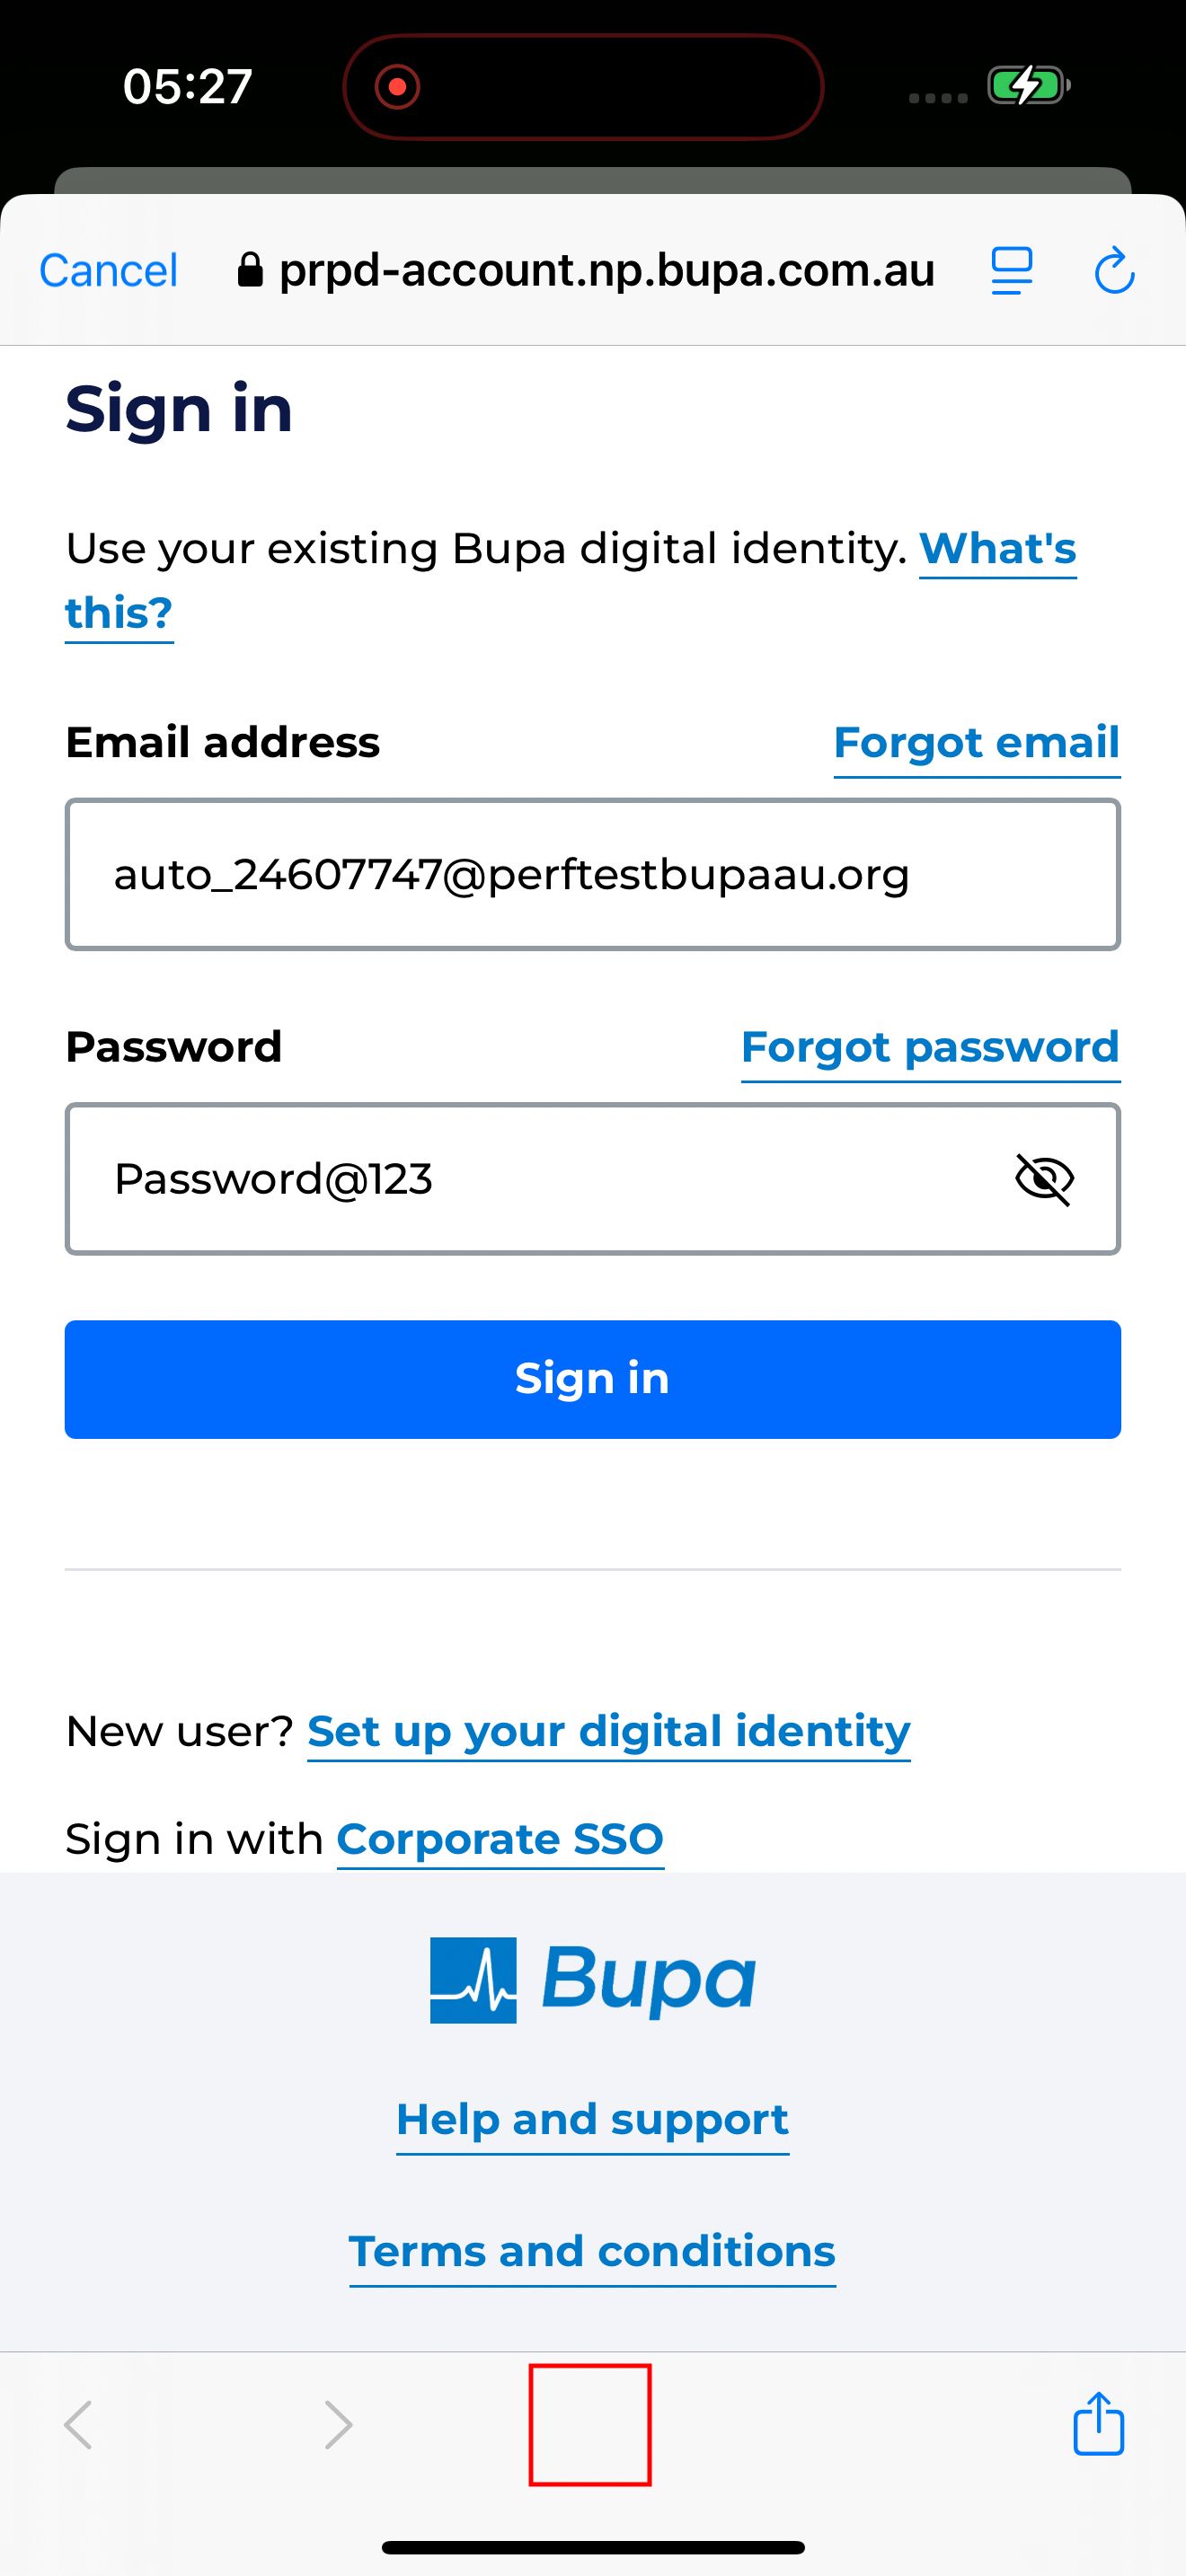 05:27
Cancel prpd-account.np.bupa.com.au
Sign in
Use your existing Bupa digital identity. What's
this?
Email address Forgot email
auto_24607747@perftestbupaau.org
Password Forgot password
Password@123
Sign in
New user? Set up your digital identity
Sign in with Corporate SSO
Bupa
Help and support
Terms and conditions